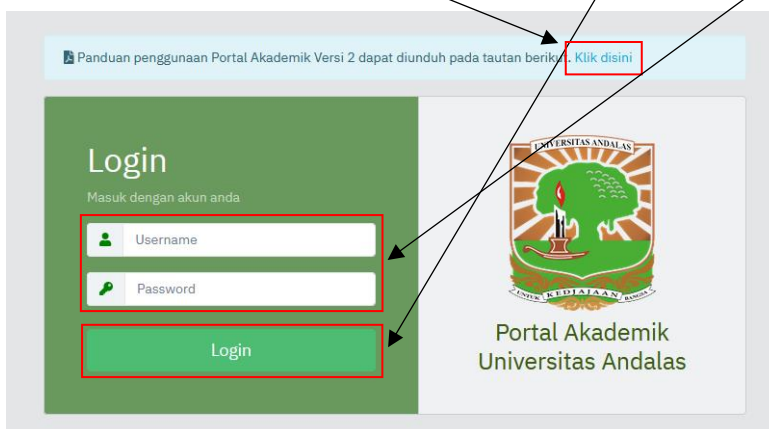 Panduan penggunaan Portal Akademik Versi 2 dapat diunduh pada tautan berikut. Klik disini
Login
Masuk dengan akun anda
Username
Password
Login
UNIVERSITAS ANDALAS
UNTUK KEDJAJAAN BANGSA
Portal Akademik
Universitas Andalas